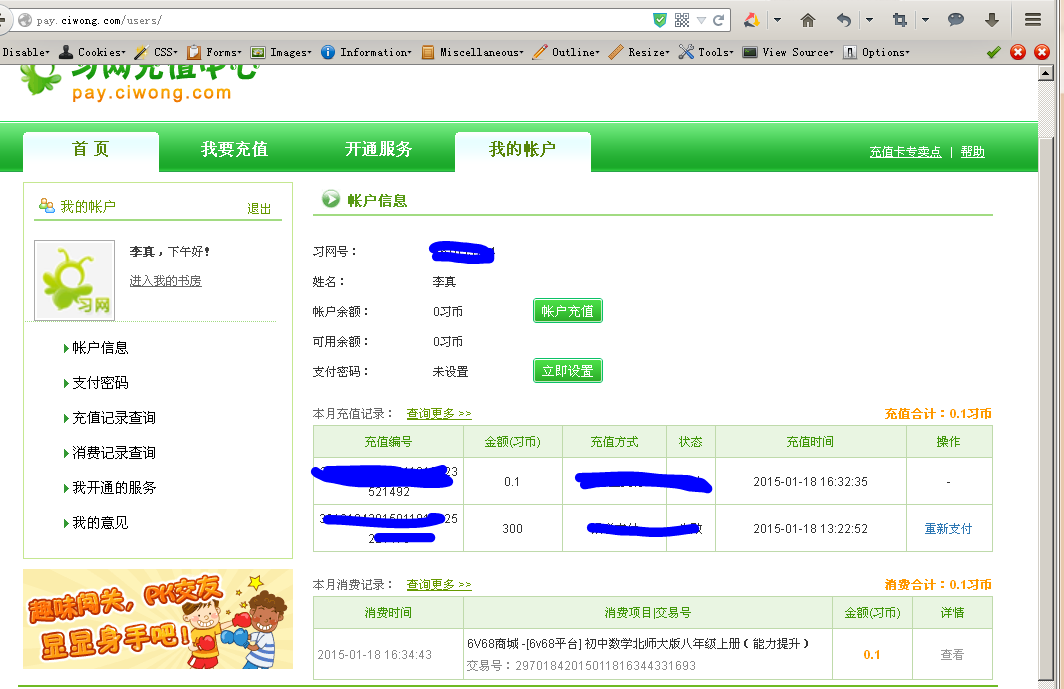 pay.ciwong.com/users/
Disable▾ Cookies▾ CSS▾ Forms▾ Images▾ Information▾ Miscellaneous▾ Outline▾ Resize▾ Tools▾ View Source▾ Options▾
习网充值中心
pay.ciwong.com
首 页 我要充值 开通服务 我的帐户 充值卡专卖点 | 帮助
我的帐户 退出
李真，下午好!
进入我的书房
习网
帐户信息
支付密码
充值记录查询
消费记录查询
我开通的服务
我的意见
趣味闯关，PK交友
显显身手吧!
帐户信息
习网号：
姓名： 李真
帐户余额： 0习币 帐户充值
可用余额： 0习币
支付密码： 未设置 立即设置
本月充值记录： 查询更多 >> 充值合计：0.1习币
充值编号 金额(习币) 充值方式 状态 充值时间 操作
23
521492 0.1 2015-01-18 16:32:35 -
25
300 2015-01-18 13:22:52 重新支付
本月消费记录： 查询更多 >> 消费合计：0.1习币
消费时间 消费项目|交易号 金额(习币) 详情
2015-01-18 16:34:43 6V68商城 -[6v68平台] 初中数学北师大版八年级上册（能力提升） 0.1 查看
交易号：29701842015011816344331693